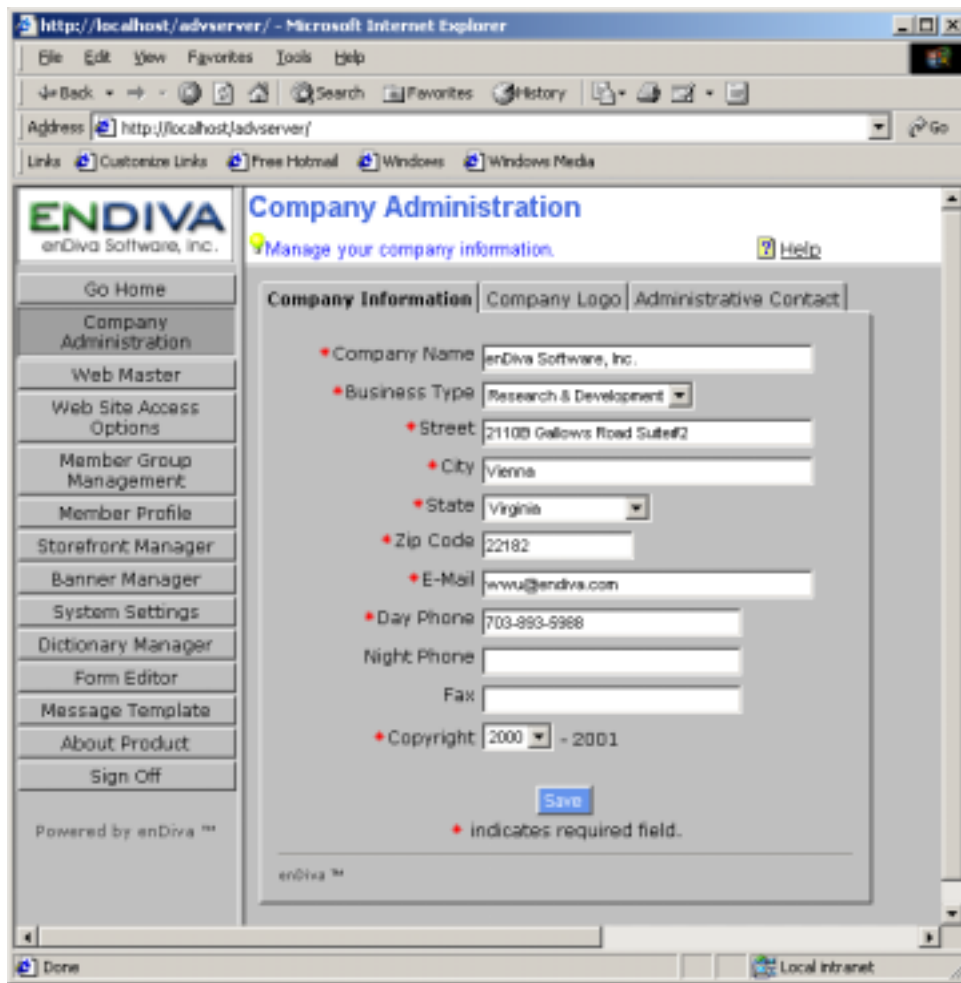 http://localhost/advserver/ - Microsoft Internet Explorer
File Edit View Favorites Tools Help
Back Search Favorites History
Address http://localhost/advserver/ Go
Links Customize Links Free Hotmail Windows Windows Media
ENDIVA
enDiva Software, Inc.
Company Administration
Manage your company information.
Help
Go Home
Company
Administration
Web Master
Web Site Access
Options
Member Group
Management
Member Profile
Storefront Manager
Banner Manager
System Settings
Dictionary Manager
Form Editor
Message Template
About Product
Sign Off
Powered by enDiva ™
Company Information Company Logo Administrative Contact
*Company Name enDiva Software, Inc.
*Business Type Research & Development
*Street 2110B Gallows Road Suite#2
*City Vienna
*State Virginia
*Zip Code 22182
*E-Mail wwu@endiva.com
*Day Phone 703-893-5988
Night Phone
Fax
*Copyright 2000 - 2001
Save
* indicates required field.
enDiva ™
Done Local intranet